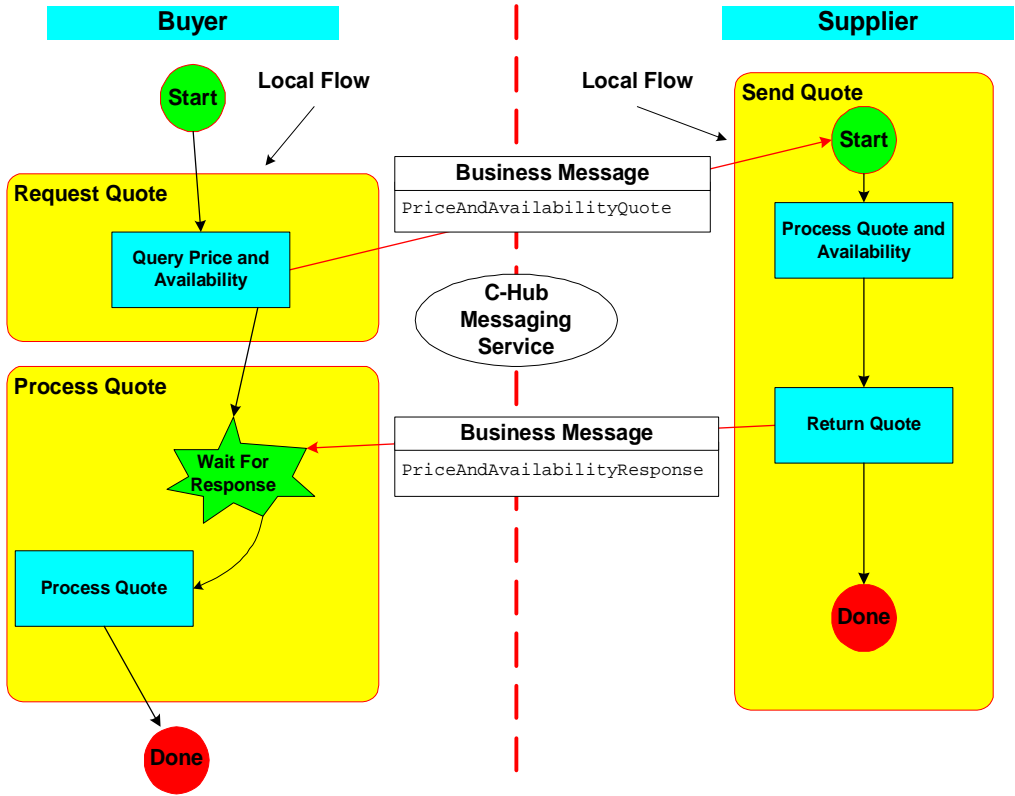 Buyer
Supplier
Start
Local Flow
Local Flow
Send Quote
Start
Request Quote
Business Message
PriceAndAvailabilityQuote
Query Price and
Availability
Process Quote and
Availability
C-Hub
Messaging
Service
Process Quote
Business Message
PriceAndAvailabilityResponse
Return Quote
Wait For
Response
Process Quote
Done
Done